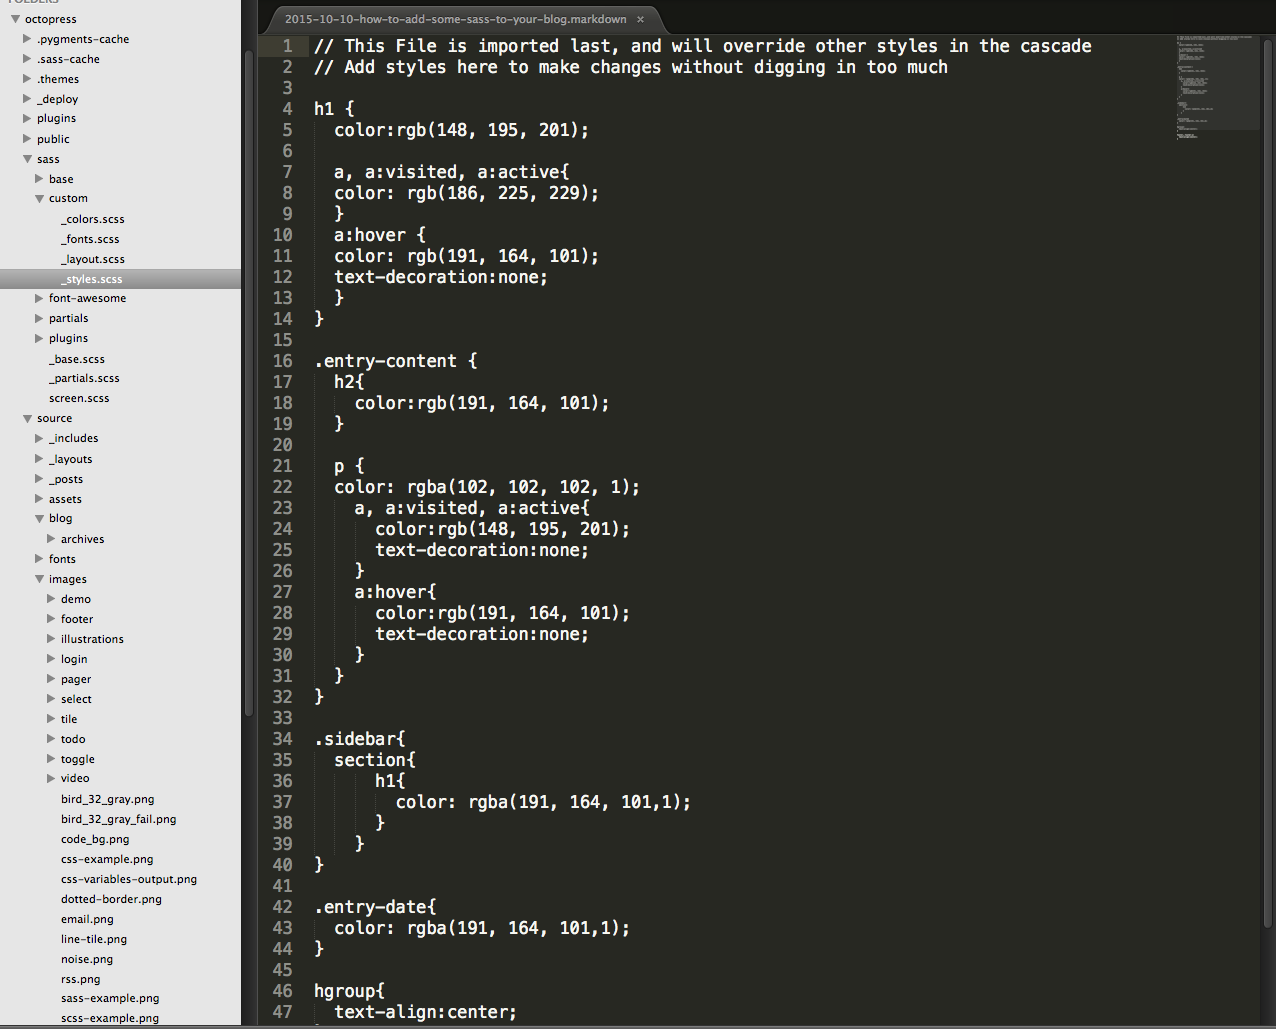 FOLDERS
octopress
.pygments-cache
.sass-cache
.themes
_deploy
plugins
public
sass
base
custom
_colors.scss
_fonts.scss
_layout.scss
_styles.scss
font-awesome
partials
plugins
_base.scss
_partials.scss
screen.scss
source
_includes
_layouts
_posts
assets
blog
archives
fonts
images
demo
footer
illustrations
login
pager
select
tile
todo
toggle
video
bird_32_gray.png
bird_32_gray_fail.png
code_bg.png
css-example.png
css-variables-output.png
dotted-border.png
email.png
line-tile.png
noise.png
rss.png
sass-example.png
scss-example.png
2015-10-10-how-to-add-some-sass-to-your-blog.markdown ×
1 // This File is imported last, and will override other styles in the cascade
2 // Add styles here to make changes without digging in too much
3
4 h1 {
5 color:rgb(148, 195, 201);
6
7 a, a:visited, a:active{
8 color: rgb(186, 225, 229);
9 }
10 a:hover {
11 color: rgb(191, 164, 101);
12 text-decoration:none;
13 }
14 }
15
16 .entry-content {
17 h2{
18 color:rgb(191, 164, 101);
19 }
20
21 p {
22 color: rgba(102, 102, 102, 1);
23 a, a:visited, a:active{
24 color:rgb(148, 195, 201);
25 text-decoration:none;
26 }
27 a:hover{
28 color:rgb(191, 164, 101);
29 text-decoration:none;
30 }
31 }
32 }
33
34 .sidebar{
35 section{
36 h1{
37 color: rgba(191, 164, 101,1);
38 }
39 }
40 }
41
42 .entry-date{
43 color: rgba(191, 164, 101,1);
44 }
45
46 hgroup{
47 text-align:center;